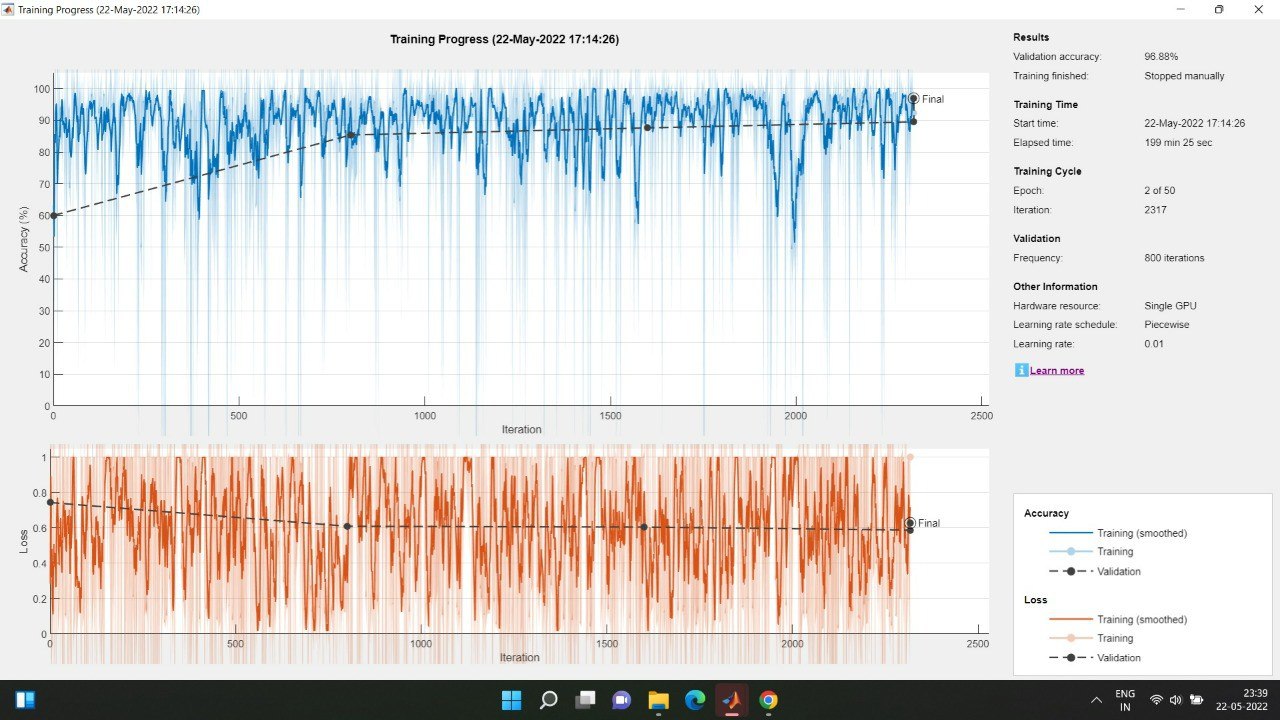 Training Progress (22-May-2022 17:14:26)
Training Progress (22-May-2022 17:14:26)
100
90
80
70
60
50
40
30
20
10
0
Accuracy (%)
Final
0 500 1000 1500 2000 2500
Iteration
1
0.8
0.6
0.4
0.2
0
Loss
Final
0 500 1000 1500 2000 2500
Iteration
Results
Validation accuracy: 96.88%
Training finished: Stopped manually
Training Time
Start time: 22-May-2022 17:14:26
Elapsed time: 199 min 25 sec
Training Cycle
Epoch: 2 of 50
Iteration: 2317
Validation
Frequency: 800 iterations
Other Information
Hardware resource: Single GPU
Learning rate schedule: Piecewise
Learning rate: 0.01
i Learn more
Accuracy
Training (smoothed)
Training
Validation
Loss
Training (smoothed)
Training
Validation
ENG
IN
23:39
22-05-2022